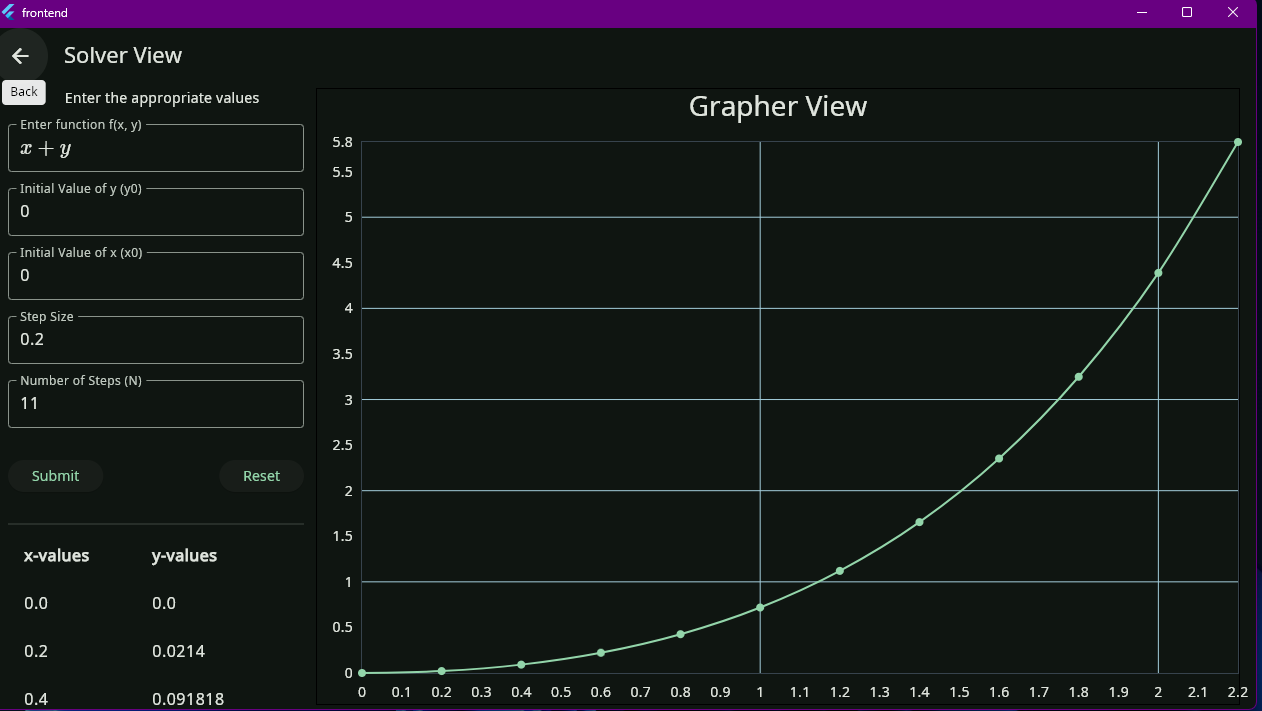 frontend
Solver View
Back
Enter the appropriate values
Enter function f(x, y)
x + y
Initial Value of y (y0)
0
Initial Value of x (x0)
0
Step Size
0.2
Number of Steps (N)
11
Submit Reset
x-values y-values
0.0 0.0
0.2 0.0214
0.4 0.091818
Grapher View
5.8
5.5
5
4.5
4
3.5
3
2.5
2
1.5
1
0.5
0
0 0.1 0.2 0.3 0.4 0.5 0.6 0.7 0.8 0.9 1 1.1 1.2 1.3 1.4 1.5 1.6 1.7 1.8 1.9 2 2.1 2.2